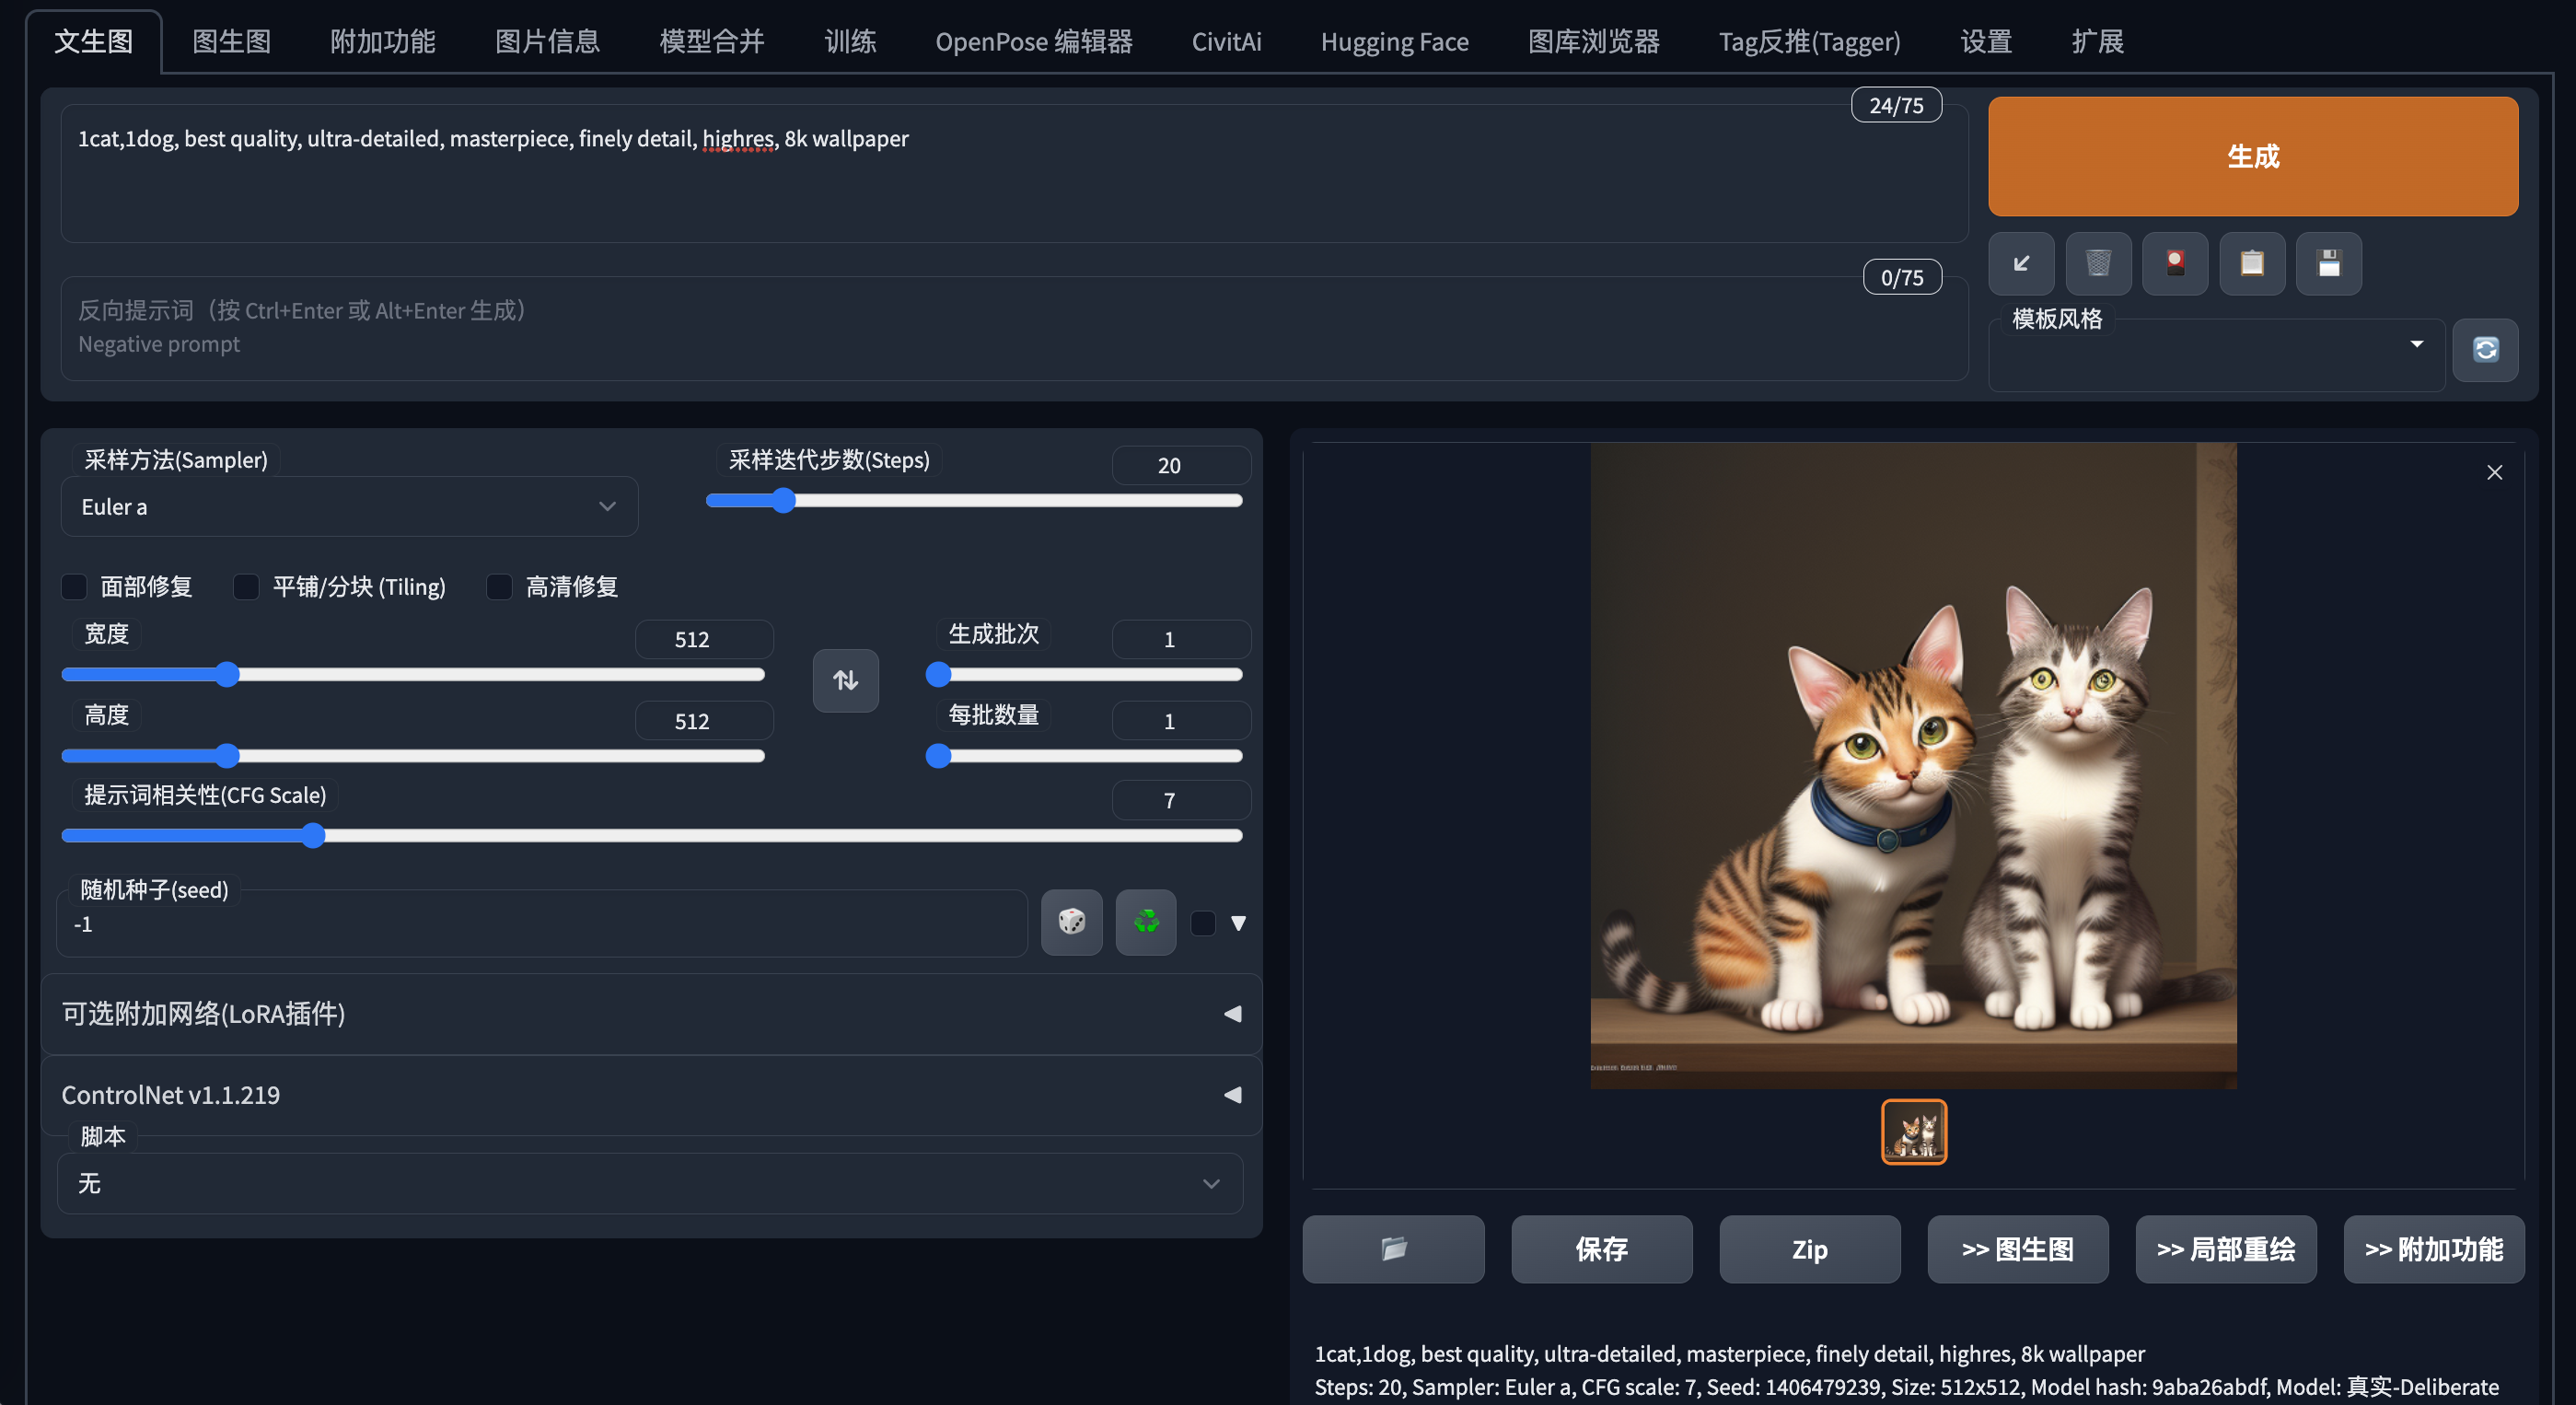 文生图 图生图 附加功能 图片信息 模型合并 训练 OpenPose 编辑器 CivitAi Hugging Face 图库浏览器 Tag反推(Tagger) 设置 扩展
24/75
1cat,1dog, best quality, ultra-detailed, masterpiece, finely detail, highres, 8k wallpaper
生成
0/75
反向提示词（按 Ctrl+Enter 或 Alt+Enter 生成）
Negative prompt
模板风格
采样方法(Sampler)
Euler a
采样迭代步数(Steps)
20
面部修复
平铺/分块 (Tiling)
高清修复
宽度
512
生成批次
1
高度
512
每批数量
1
提示词相关性(CFG Scale)
7
随机种子(seed)
-1
可选附加网络(LoRA插件)
ControlNet v1.1.219
脚本
无
保存
Zip
>> 图生图
>> 局部重绘
>> 附加功能
1cat,1dog, best quality, ultra-detailed, masterpiece, finely detail, highres, 8k wallpaper
Steps: 20, Sampler: Euler a, CFG scale: 7, Seed: 1406479239, Size: 512x512, Model hash: 9aba26abdf, Model: 真实-Deliberate